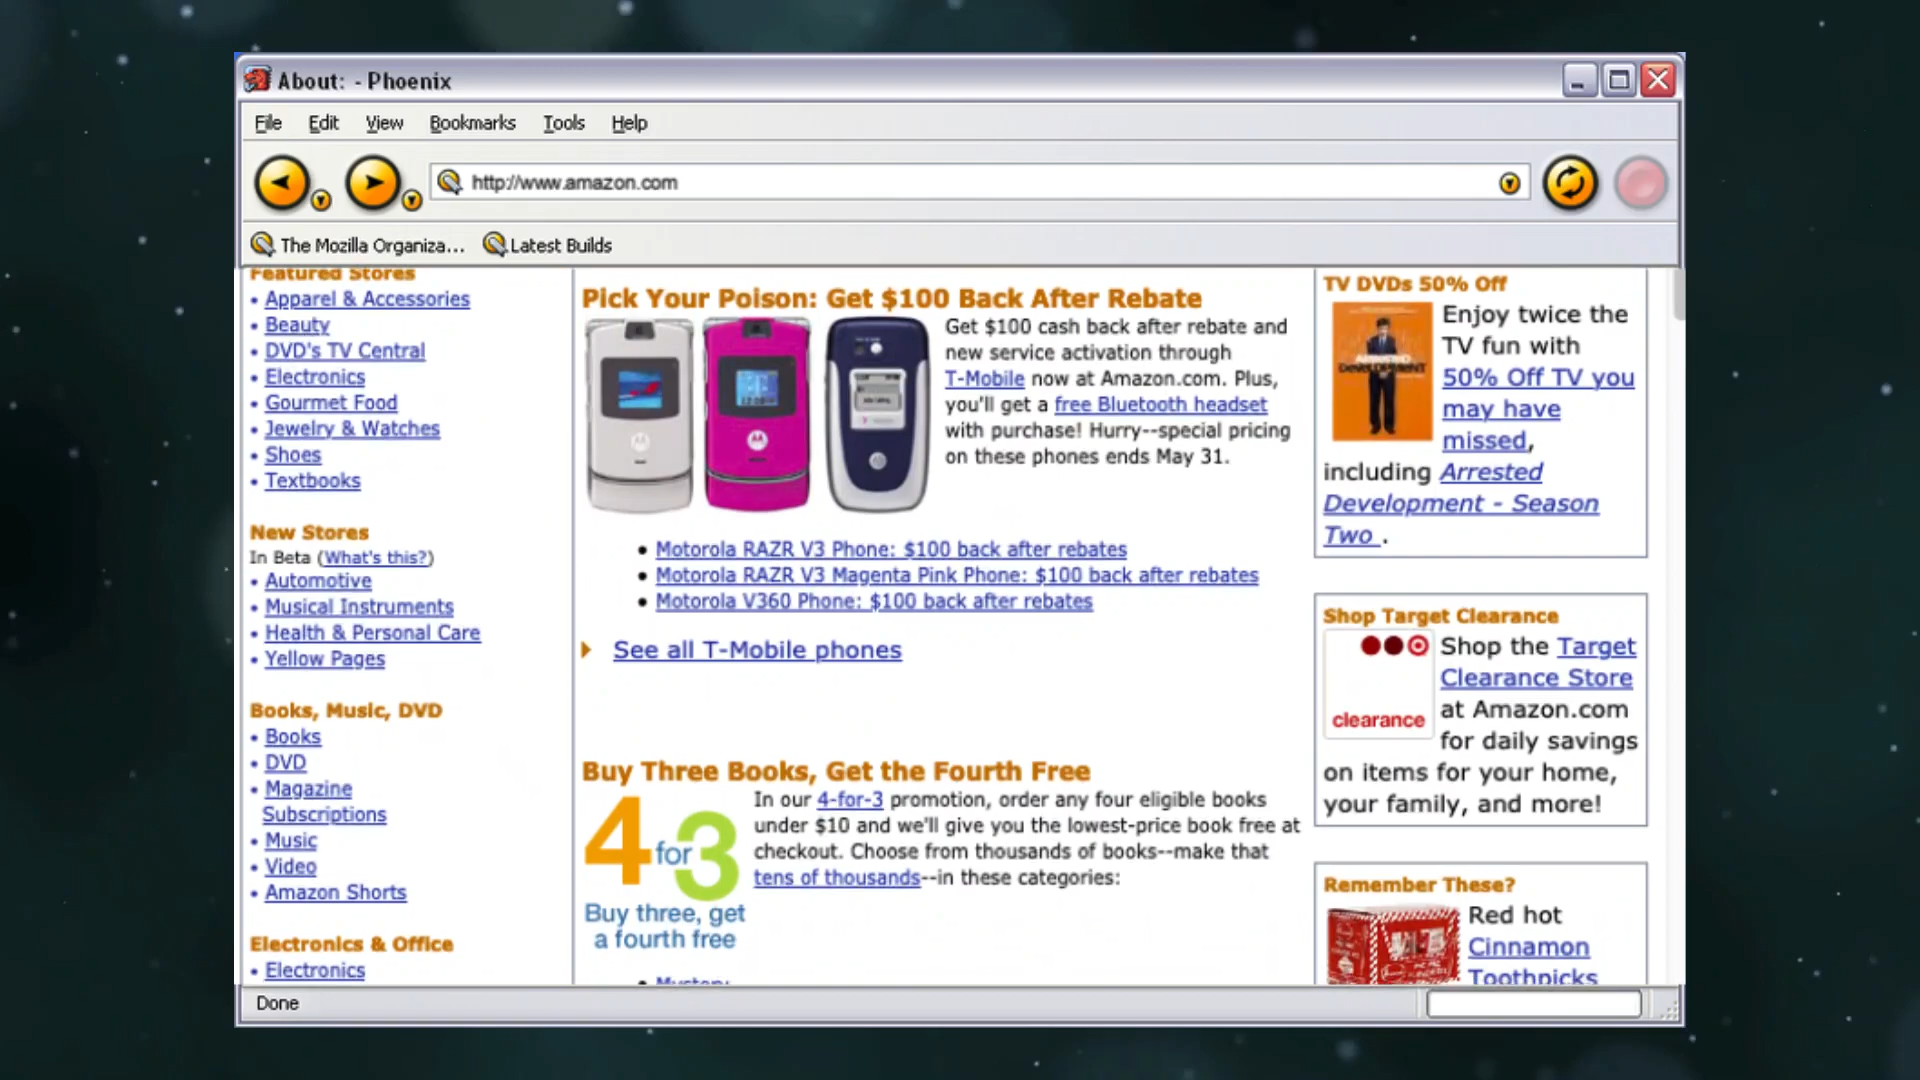 About: - Phoenix
File Edit View Bookmarks Tools Help
http://www.amazon.com
The Mozilla Organiza... Latest Builds
Featured Stores
• Apparel & Accessories
• Beauty
• DVD's TV Central
• Electronics
• Gourmet Food
• Jewelry & Watches
• Shoes
• Textbooks
New Stores
In Beta (What's this?)
• Automotive
• Musical Instruments
• Health & Personal Care
• Yellow Pages
Books, Music, DVD
• Books
• DVD
• Magazine
Subscriptions
• Music
• Video
• Amazon Shorts
Electronics & Office
• Electronics
Pick Your Poison: Get $100 Back After Rebate
Get $100 cash back after rebate and
new service activation through
T-Mobile now at Amazon.com. Plus,
you'll get a free Bluetooth headset
with purchase! Hurry--special pricing
on these phones ends May 31.
• Motorola RAZR V3 Phone: $100 back after rebates
• Motorola RAZR V3 Magenta Pink Phone: $100 back after rebates
• Motorola V360 Phone: $100 back after rebates
See all T-Mobile phones
Buy Three Books, Get the Fourth Free
4 for 3
Buy three, get
a fourth free
In our 4-for-3 promotion, order any four eligible books
under $10 and we'll give you the lowest-price book free at
checkout. Choose from thousands of books--make that
tens of thousands--in these categories:
• Mystery
TV DVDs 50% Off
ARRESTED
DEVELOPMENT
Enjoy twice the
TV fun with
50% Off TV you
may have
missed,
including Arrested
Development - Season
Two .
Shop Target Clearance
clearance
Shop the Target
Clearance Store
at Amazon.com
for daily savings
on items for your home,
your family, and more!
Remember These?
Red hot
Cinnamon
Toothpicks
Done